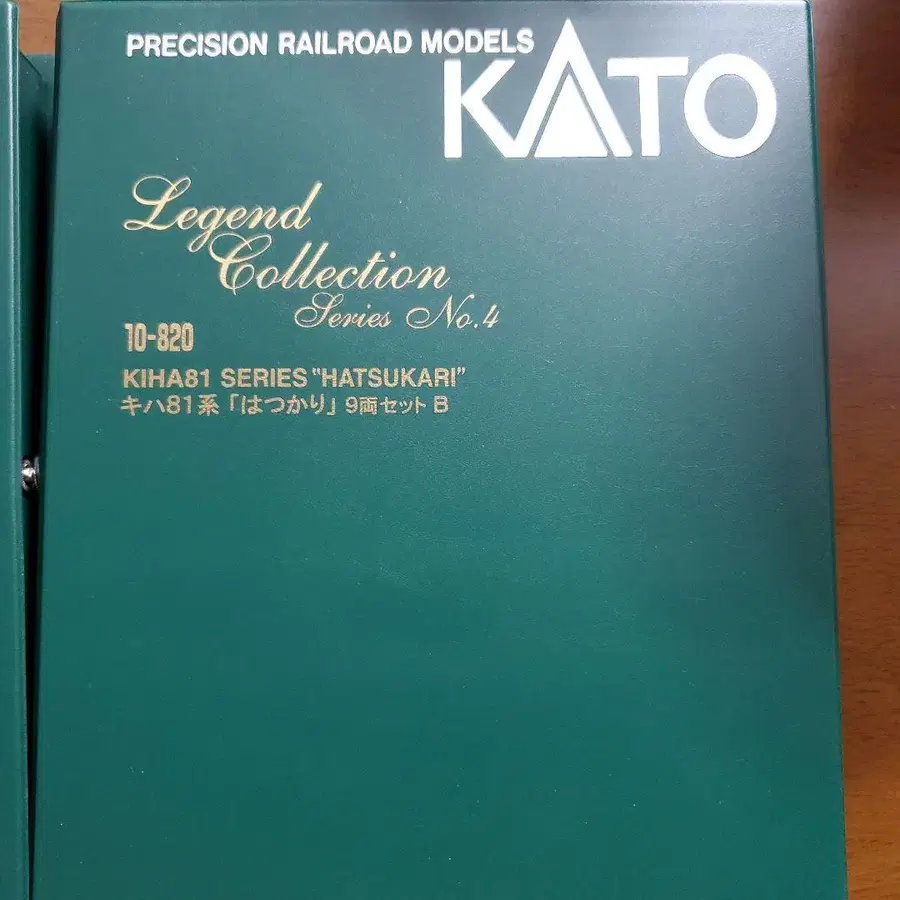 PRECISION RAILROAD MODELS
KATO
Legend
Collection
Series No.4
10-820
KIHA81 SERIES "HATSUKARI"
キハ81系「はつかり」9両セット B